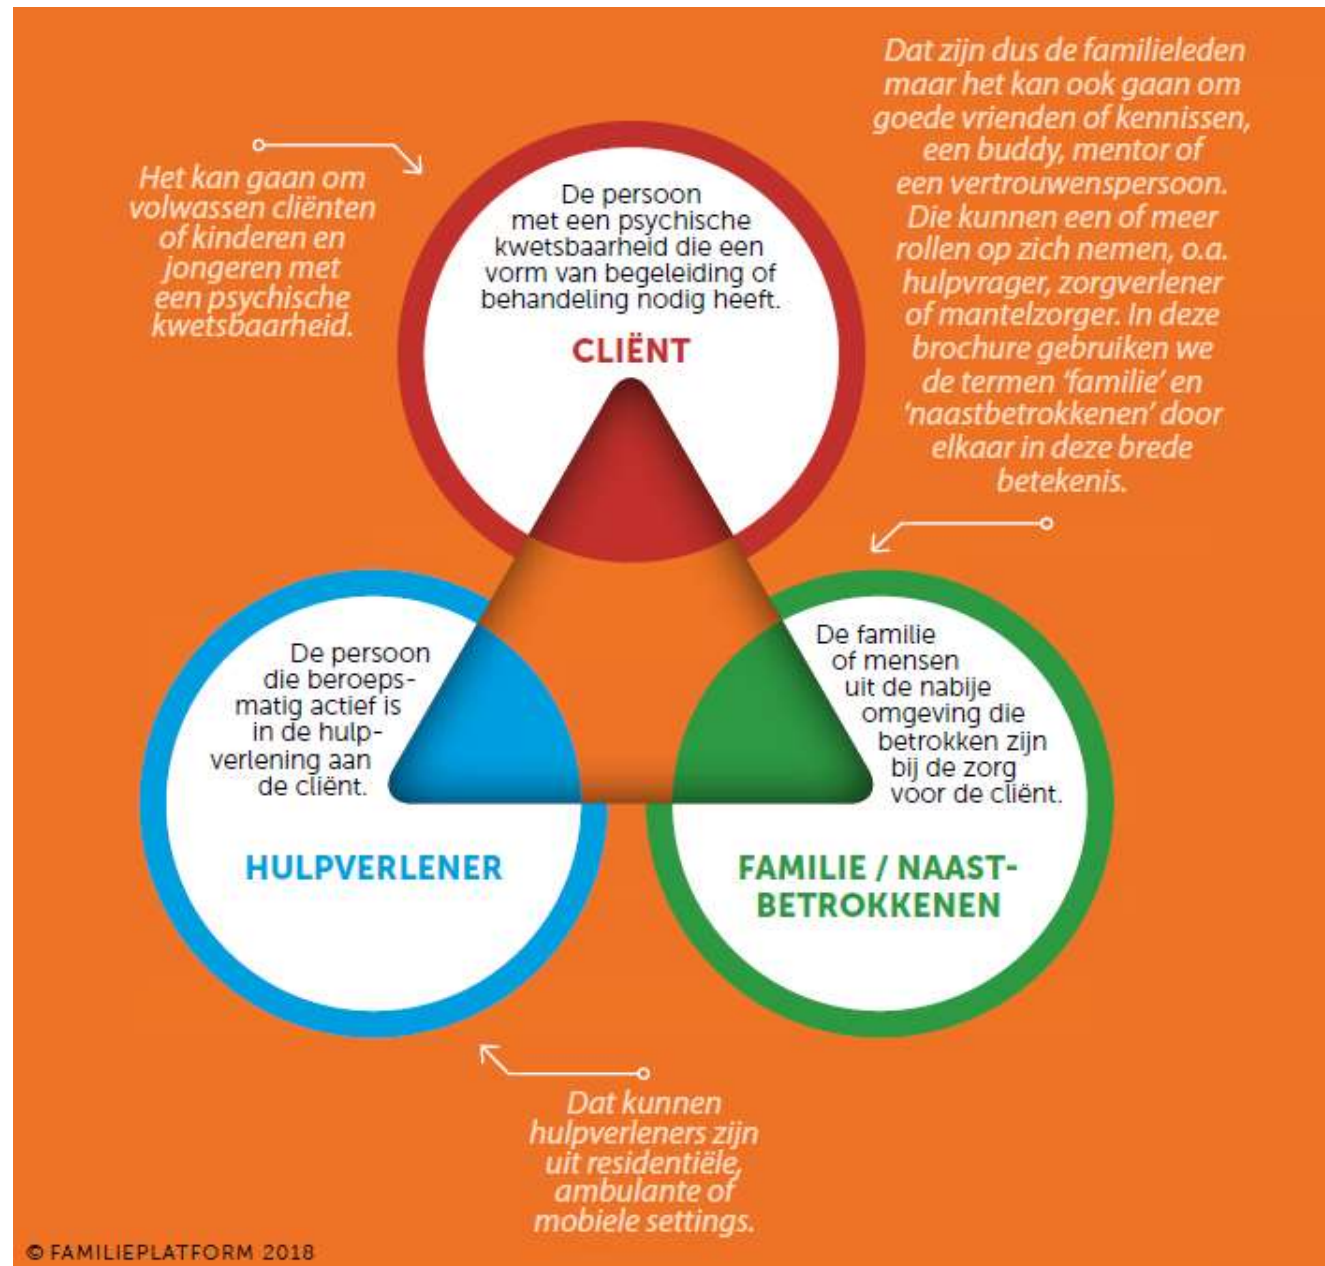 Het kan gaan om
volwassen cliënten
of kinderen en
jongeren met
een psychische
kwetsbaarheid.
De persoon
met een psychische
kwetsbaarheid die een
vorm van begeleiding of
behandeling nodig heeft.
CLIËNT
Dat zijn dus de familieleden
maar het kan ook gaan om
goede vrienden of kennissen,
een buddy, mentor of
een vertrouwenspersoon.
Die kunnen een of meer
rollen op zich nemen, o.a.
hulpvrager, zorgverlener
of mantelzorger. In deze
brochure gebruiken we
de termen ‘familie’ en
‘naastbetrokkenen’ door
elkaar in deze brede
betekenis.
De persoon
die beroeps-
matig actief is
in de hulp-
verlening aan
de cliënt.
HULPVERLENER
De familie
of mensen
uit de nabije
omgeving die
betrokken zijn
bij de zorg
voor de cliënt.
FAMILIE / NAAST-
BETROKKENEN
Dat kunnen
hulpverleners zijn
uit residentiële,
ambulante of
mobiele settings.
© FAMILIEPLATFORM 2018